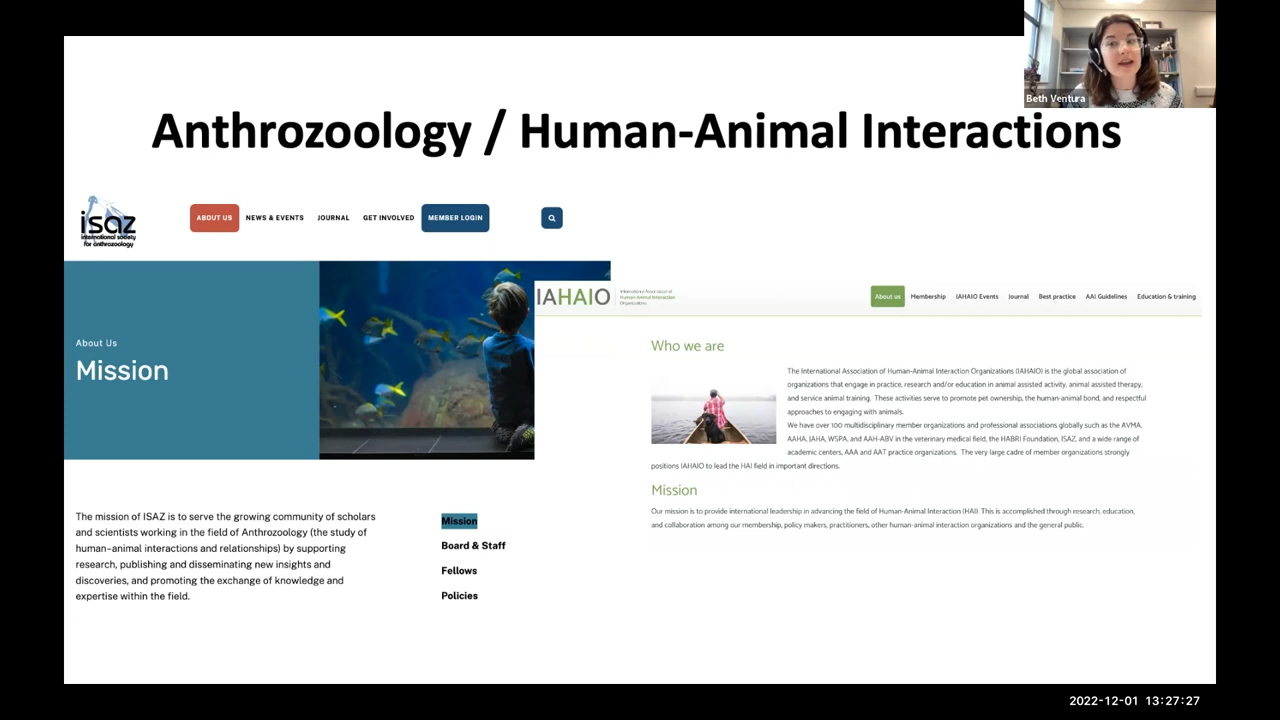 Beth Ventura
Anthrozoology / Human-Animal Interactions
isaz
international society
for anthrozoology
ABOUT US
NEWS & EVENTS
JOURNAL
GET INVOLVED
MEMBER LOGIN
About Us
Mission
The mission of ISAZ is to serve the growing community of scholars
and scientists working in the field of Anthrozoology (the study of
human–animal interactions and relationships) by supporting
research, publishing and disseminating new insights and
discoveries, and promoting the exchange of knowledge and
expertise within the field.
Mission
Board & Staff
Fellows
Policies
IAHAIO
International Association of
Human-Animal Interaction
Organizations
About us
Membership
IAHAIO Events
Journal
Best practice
AAI Guidelines
Education & training
Who we are
The International Association of Human-Animal Interaction Organizations (IAHAIO) is the global association of
organizations that engage in practice, research and/or education in animal assisted activity, animal assisted therapy,
and service animal training. These activities serve to promote pet ownership, the human-animal bond, and respectful
approaches to engaging with animals.
We have over 100 multidisciplinary member organizations and professional associations globally such as the AVMA,
AAHA, JAHA, WSPA, and AAH-ABV in the veterinary medical field, the HABRI Foundation, ISAZ, and a wide range of
academic centers, AAA and AAT practice organizations. The very large cadre of member organizations strongly
positions IAHAIO to lead the HAI field in important directions.
Mission
Our mission is to provide international leadership in advancing the field of Human-Animal Interaction (HAI). This is accomplished through research, education,
and collaboration among our membership, policy makers, practitioners, other human-animal interaction organizations and the general public.
2022-12-01 13:27:27